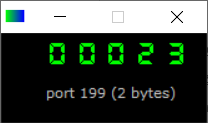 00023
port 199 (2 bytes)